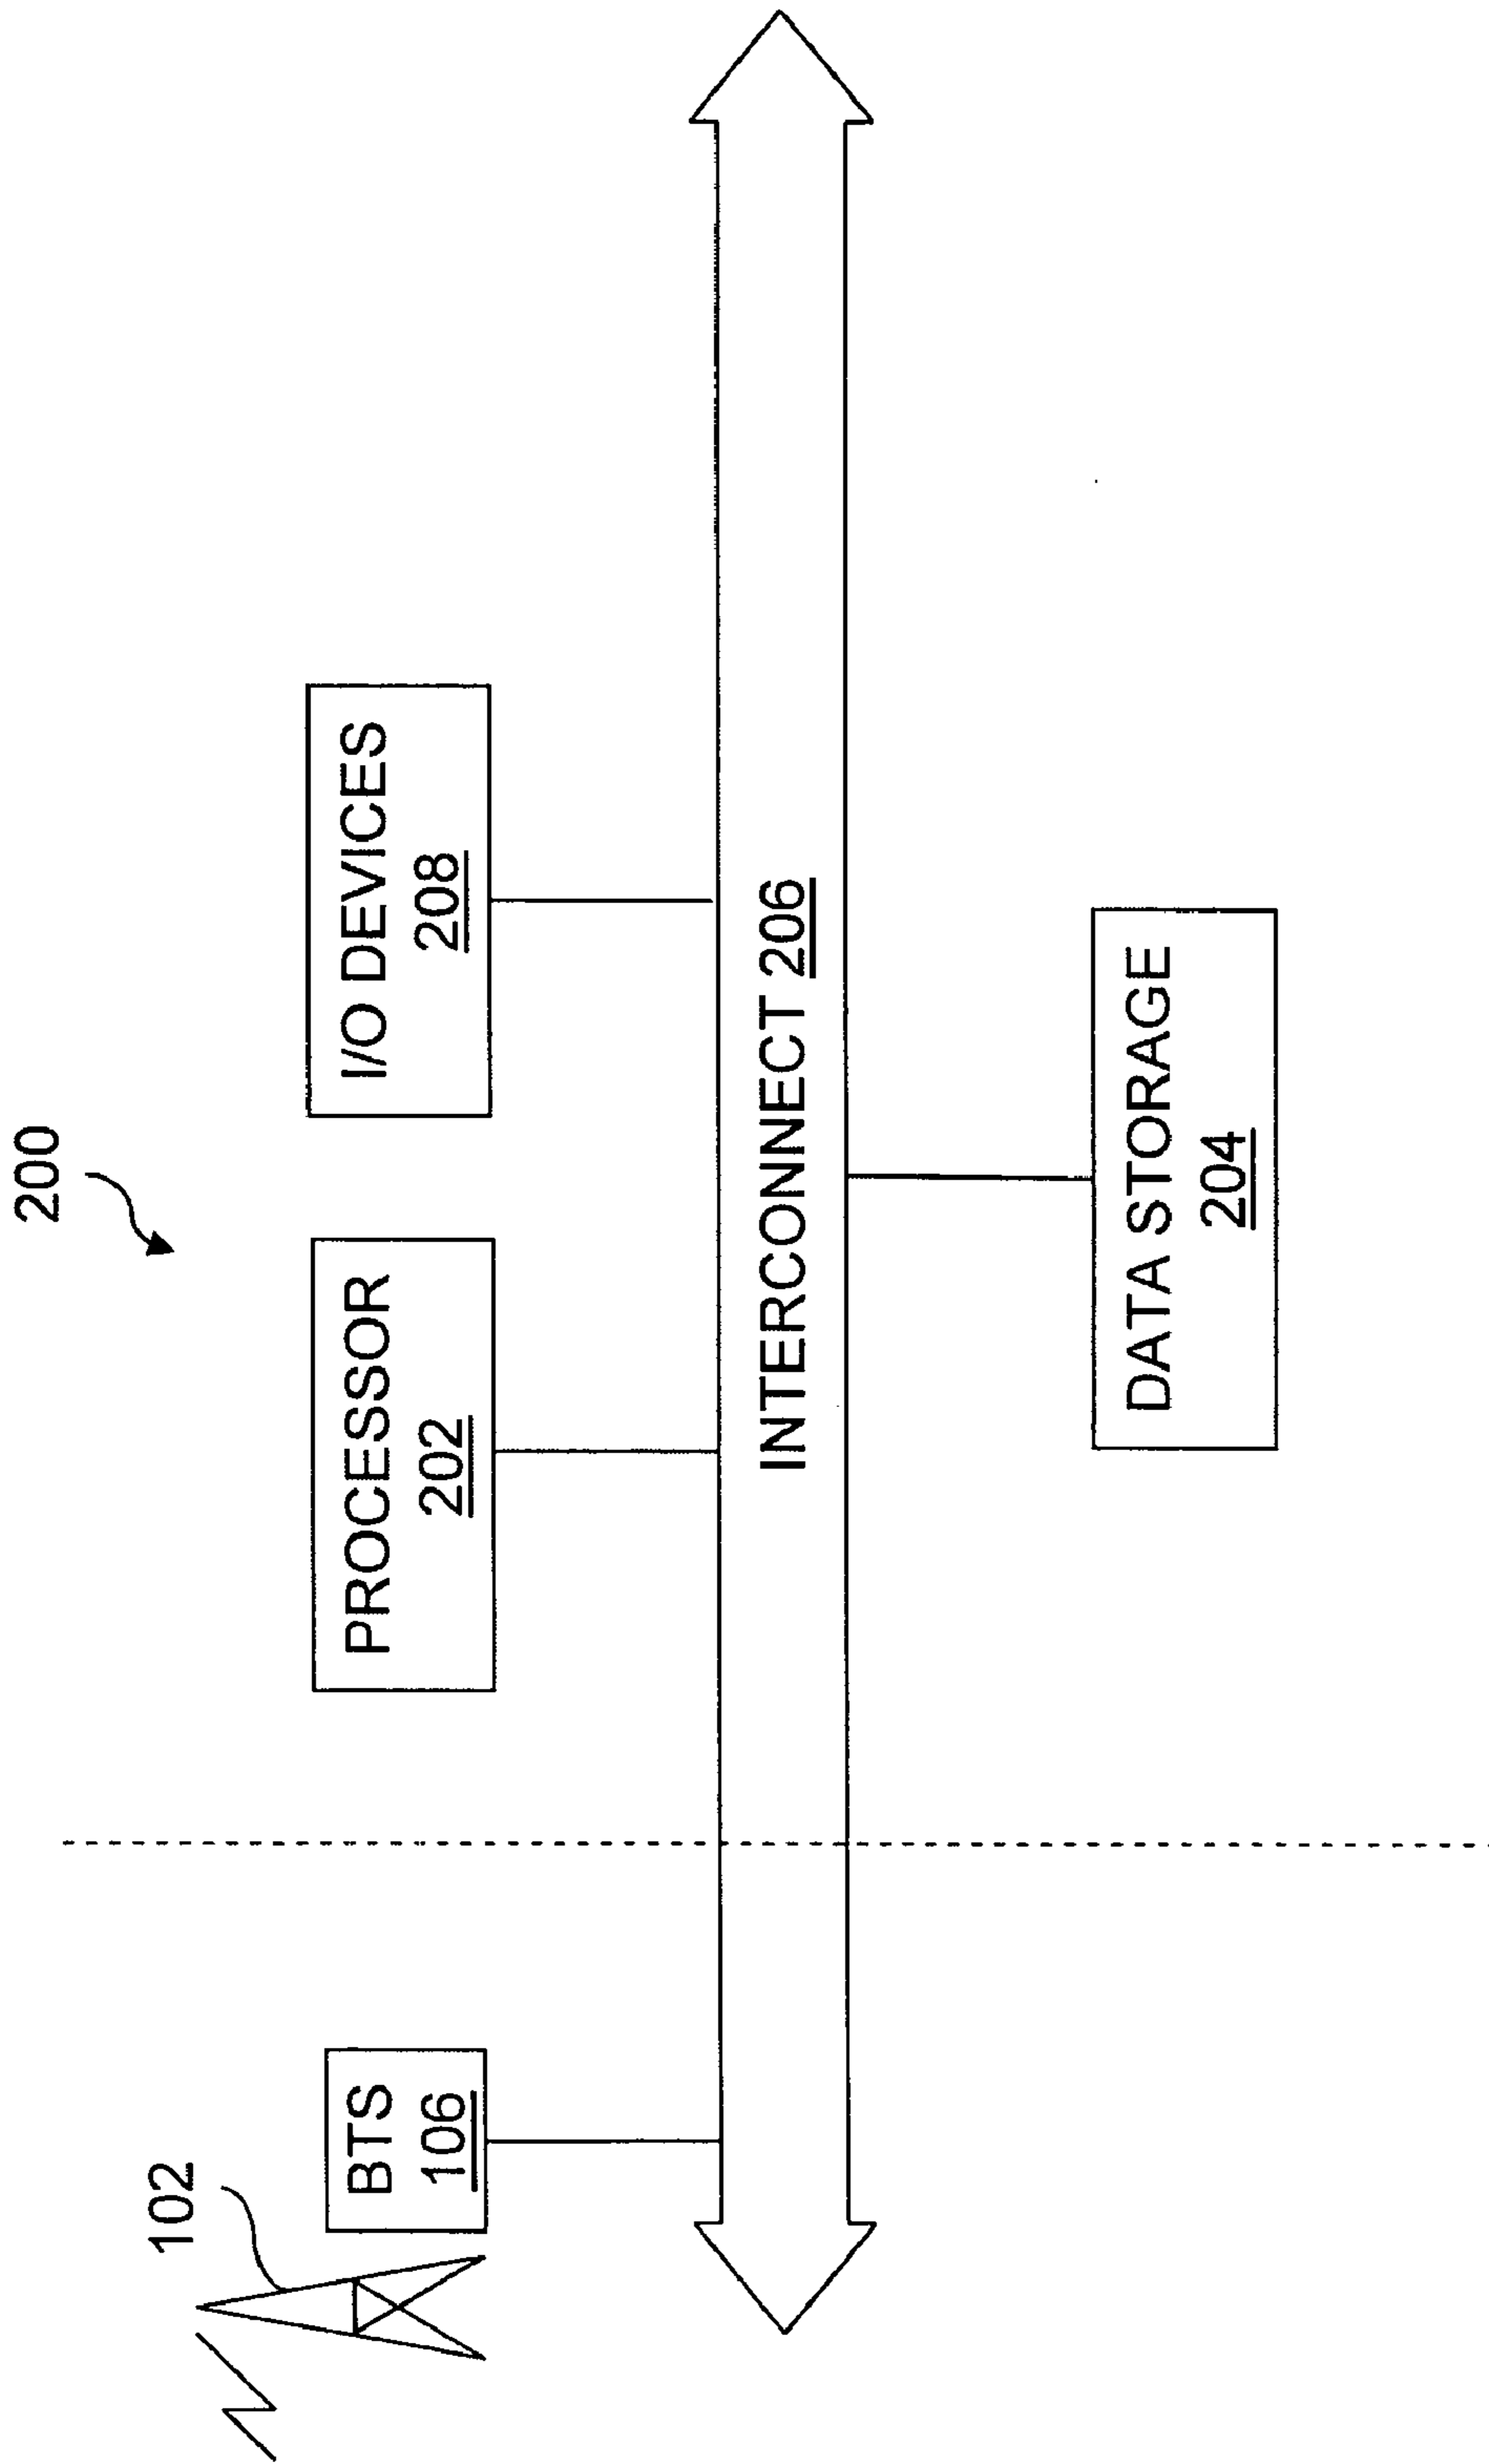 200
102
BTS
106
PROCESSOR
202
I/O DEVICES
208
INTERCONNECT 206
DATA STORAGE
204